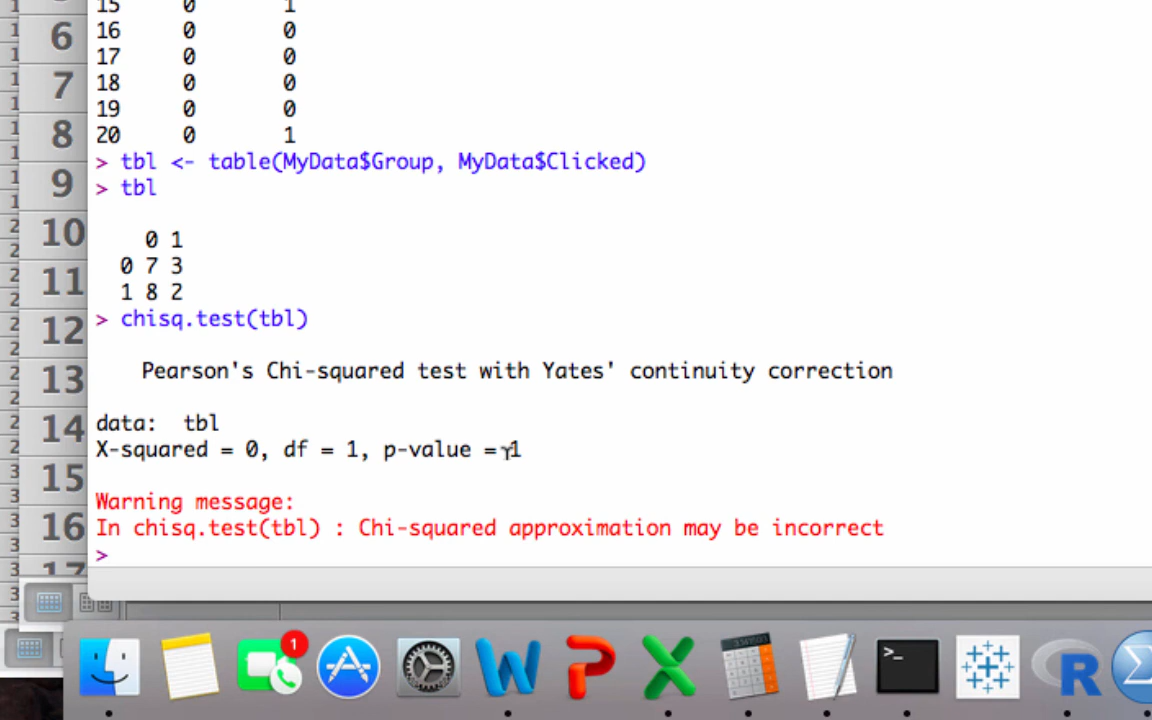 15 0 1
16 0 0
17 0 0
18 0 0
19 0 0
20 0 1
> tbl <- table(MyData$Group, MyData$Clicked)
> tbl
0 1
0 7 3
1 8 2
> chisq.test(tbl)
Pearson's Chi-squared test with Yates' continuity correction
data: tbl
X-squared = 0, df = 1, p-value = 1
Warning message:
In chisq.test(tbl) : Chi-squared approximation may be incorrect
>
6
7
8
9
10
11
12
13
14
15
16
17
1
W
P
X
>_
R
Σ